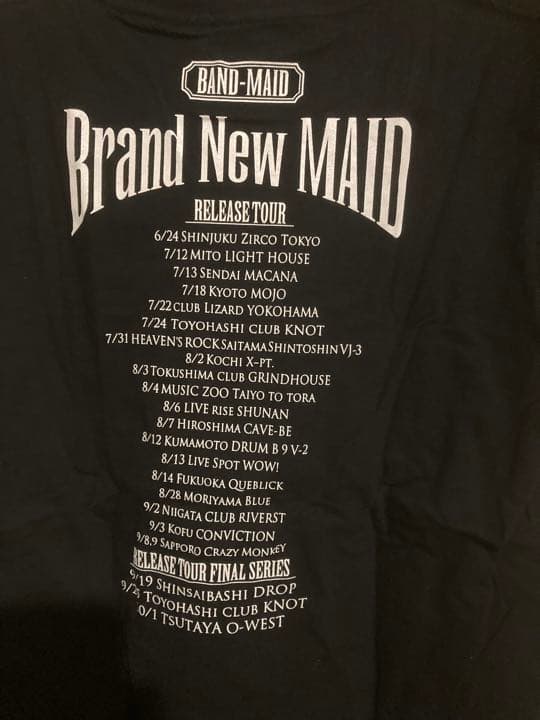 BAND-MAID
Brand New MAID
RELEASE TOUR
6/24 SHINJUKU ZIRCO TOKYO
7/12 MITO LIGHT HOUSE
7/13 SENDAI MACANA
7/18 KYOTO MOJO
7/22 CLUB LIZARD YOKOHAMA
7/24 TOYOHASHI CLUB KNOT
7/31 HEAVEN'S ROCK SAITAMA SHINTOSHIN VJ-3
8/2 KOCHI X-PT.
8/3 TOKUSHIMA CLUB GRINDHOUSE
8/4 MUSIC ZOO TAIYO TO TORA
8/6 LIVE RISE SHUNAN
8/7 HIROSHIMA CAVE-BE
8/12 KUMAMOTO DRUM B 9 V-2
8/13 LIVE SPOT WOW!
8/14 FUKUOKA QUEBLICK
8/28 MORIYAMA BLUE
9/2 NIIGATA CLUB RIVERST
9/3 KOFU CONVICTION
9/8,9 SAPPORO CRAZY MONKEY
RELEASE TOUR FINAL SERIES
9/19 SHINSAIBASHI DROP
TOYOHASHI CLUB KNOT
0/1 TSUTAYA O-WEST